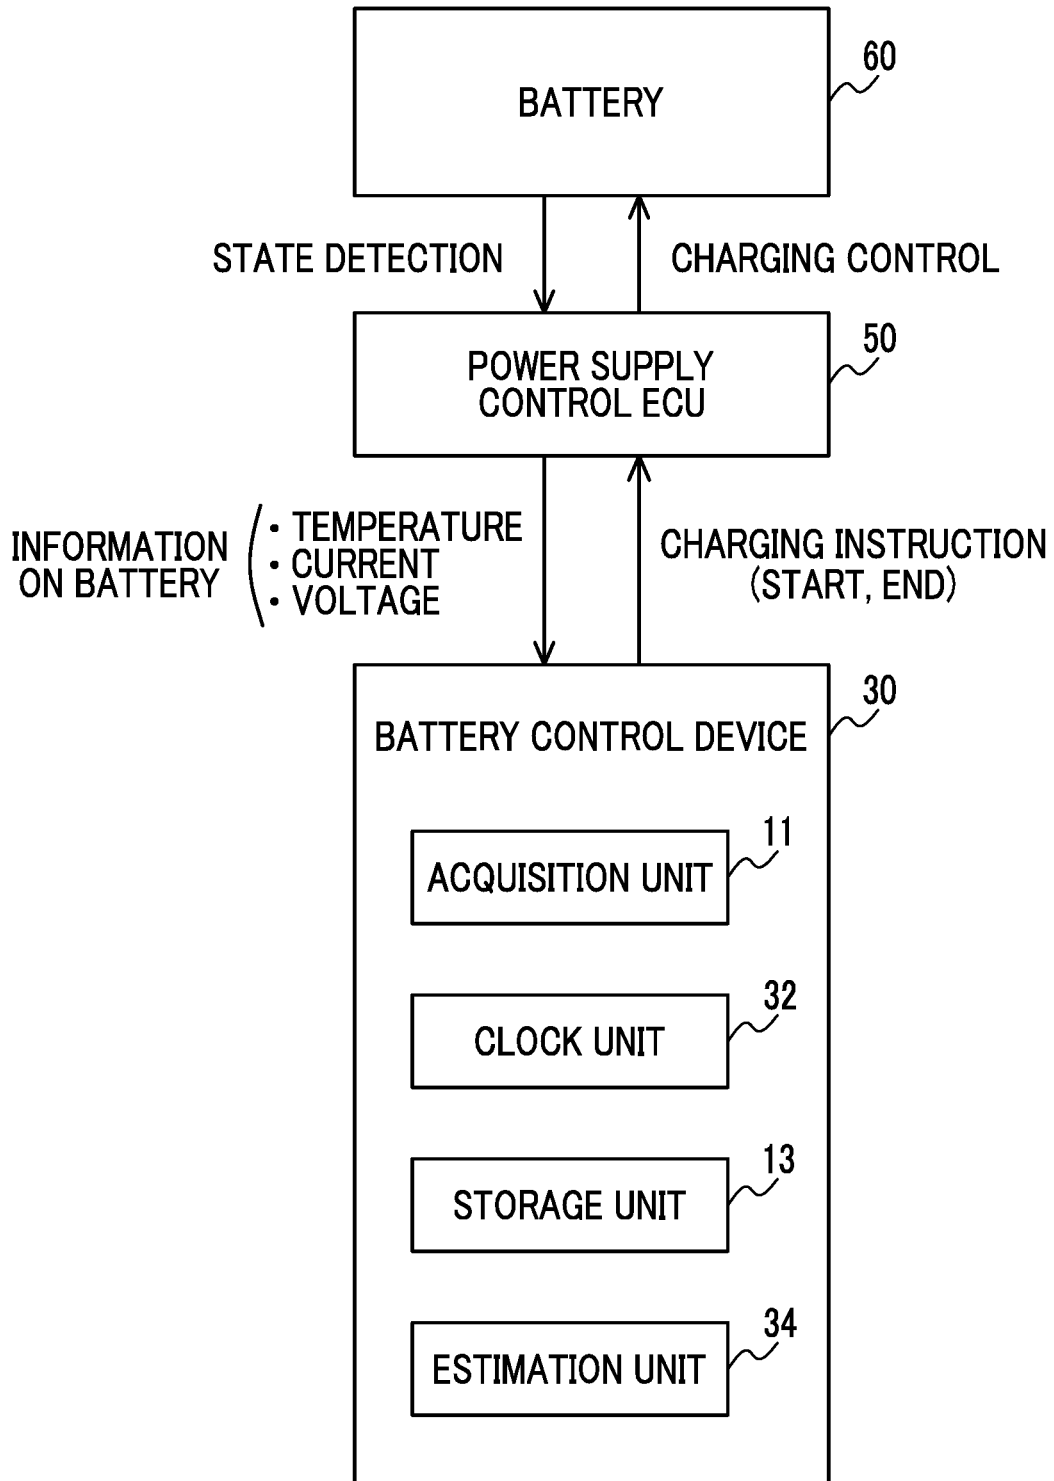 60
BATTERY
STATE DETECTION
CHARGING CONTROL
50
POWER SUPPLY
CONTROL ECU
INFORMATION
ON BATTERY
・TEMPERATURE
・CURRENT
・VOLTAGE
CHARGING INSTRUCTION
(START, END)
30
BATTERY CONTROL DEVICE
11
ACQUISITION UNIT
32
CLOCK UNIT
13
STORAGE UNIT
34
ESTIMATION UNIT